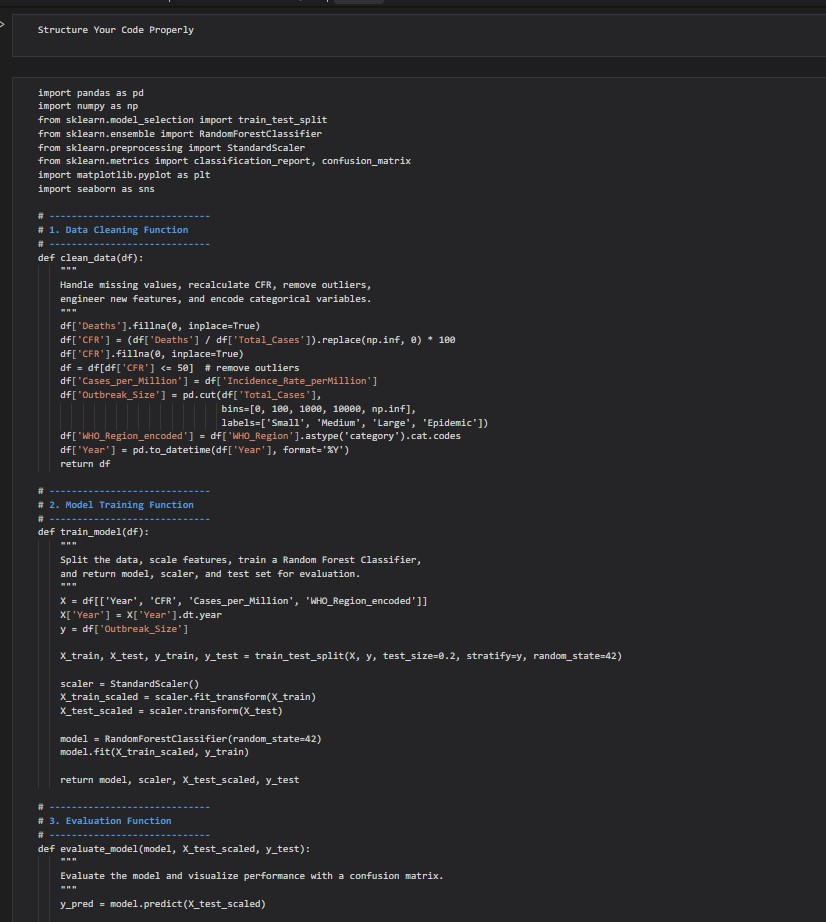 Structure Your Code Properly
import pandas as pd
import numpy as np
from sklearn.model_selection import train_test_split
from sklearn.ensemble import RandomForestClassifier
from sklearn.preprocessing import StandardScaler
from sklearn.metrics import classification_report, confusion_matrix
import matplotlib.pyplot as plt
import seaborn as sns
# -----------------------------
# 1. Data Cleaning Function
# -----------------------------
def clean_data(df):
    """
    Handle missing values, recalculate CFR, remove outliers,
    engineer new features, and encode categorical variables.
    """
    df['Deaths'].fillna(0, inplace=True)
    df['CFR'] = (df['Deaths'] / df['Total_Cases']).replace(np.inf, 0) * 100
    df['CFR'].fillna(0, inplace=True)
    df = df[df['CFR'] <= 50]  # remove outliers
    df['Cases_per_Million'] = df['Incidence_Rate_perMillion']
    df['Outbreak_Size'] = pd.cut(df['Total_Cases'],
                                 bins=[0, 100, 1000, 10000, np.inf],
                                 labels=['Small', 'Medium', 'Large', 'Epidemic'])
    df['WHO_Region_encoded'] = df['WHO_Region'].astype('category').cat.codes
    df['Year'] = pd.to_datetime(df['Year'], format='%Y')
    return df
# -----------------------------
# 2. Model Training Function
# -----------------------------
def train_model(df):
    """
    Split the data, scale features, train a Random Forest Classifier,
    and return model, scaler, and test set for evaluation.
    """
    X = df[['Year', 'CFR', 'Cases_per_Million', 'WHO_Region_encoded']]
    X['Year'] = X['Year'].dt.year
    y = df['Outbreak_Size']
    X_train, X_test, y_train, y_test = train_test_split(X, y, test_size=0.2, stratify=y, random_state=42)
    scaler = StandardScaler()
    X_train_scaled = scaler.fit_transform(X_train)
    X_test_scaled = scaler.transform(X_test)
    model = RandomForestClassifier(random_state=42)
    model.fit(X_train_scaled, y_train)
    return model, scaler, X_test_scaled, y_test
# -----------------------------
# 3. Evaluation Function
# -----------------------------
def evaluate_model(model, X_test_scaled, y_test):
    """
    Evaluate the model and visualize performance with a confusion matrix.
    """
    y_pred = model.predict(X_test_scaled)